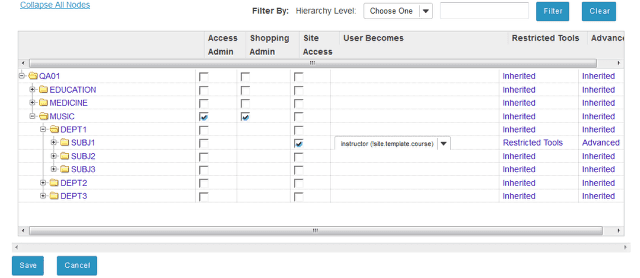 Collapse All Nodes
Filter By: Hierarchy Level: Choose One Filter Clear
Access Admin Shopping Admin Site Access User Becomes Restricted Tools Advanc
QA01 Inherited Inherited
EDUCATION Inherited Inherited
MEDICINE Inherited Inherited
MUSIC Inherited Inherited
DEPT1 Inherited Inherited
SUBJ1 instructor (!site.template.course) Restricted Tools Advanced
SUBJ2 Inherited Inherited
SUBJ3 Inherited Inherited
DEPT2 Inherited Inherited
DEPT3 Inherited Inherited
Save Cancel